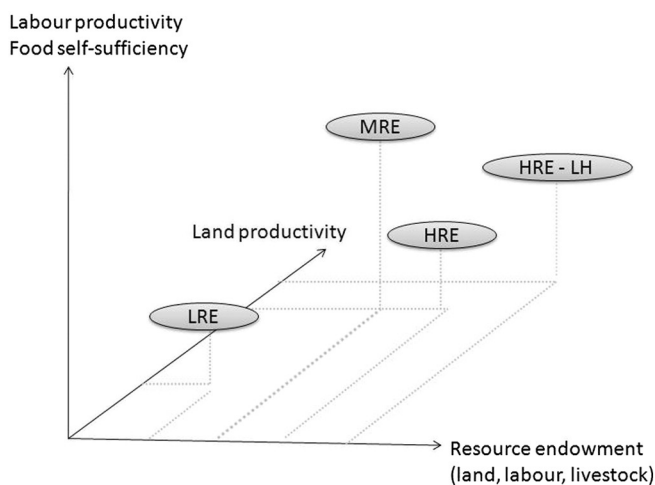 Labour productivity
Food self-sufficiency
MRE
HRE - LH
Land productivity
HRE
LRE
Resource endowment
(land, labour, livestock)